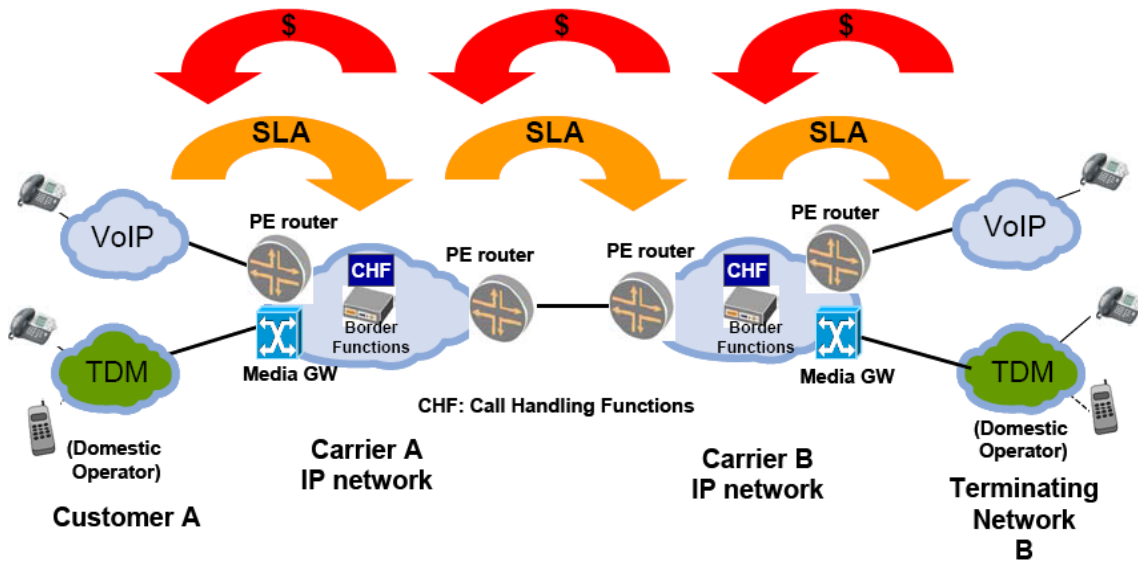 $
$
$
SLA
SLA
SLA
PE router
PE router
PE router
PE router
VoIP
VoIP
CHF
CHF
Border
Functions
Border
Functions
TDM
TDM
Media GW
Media GW
CHF: Call Handling Functions
(Domestic
Operator)
(Domestic
Operator)
Carrier A
IP network
Carrier B
IP network
Customer A
Terminating
Network
B